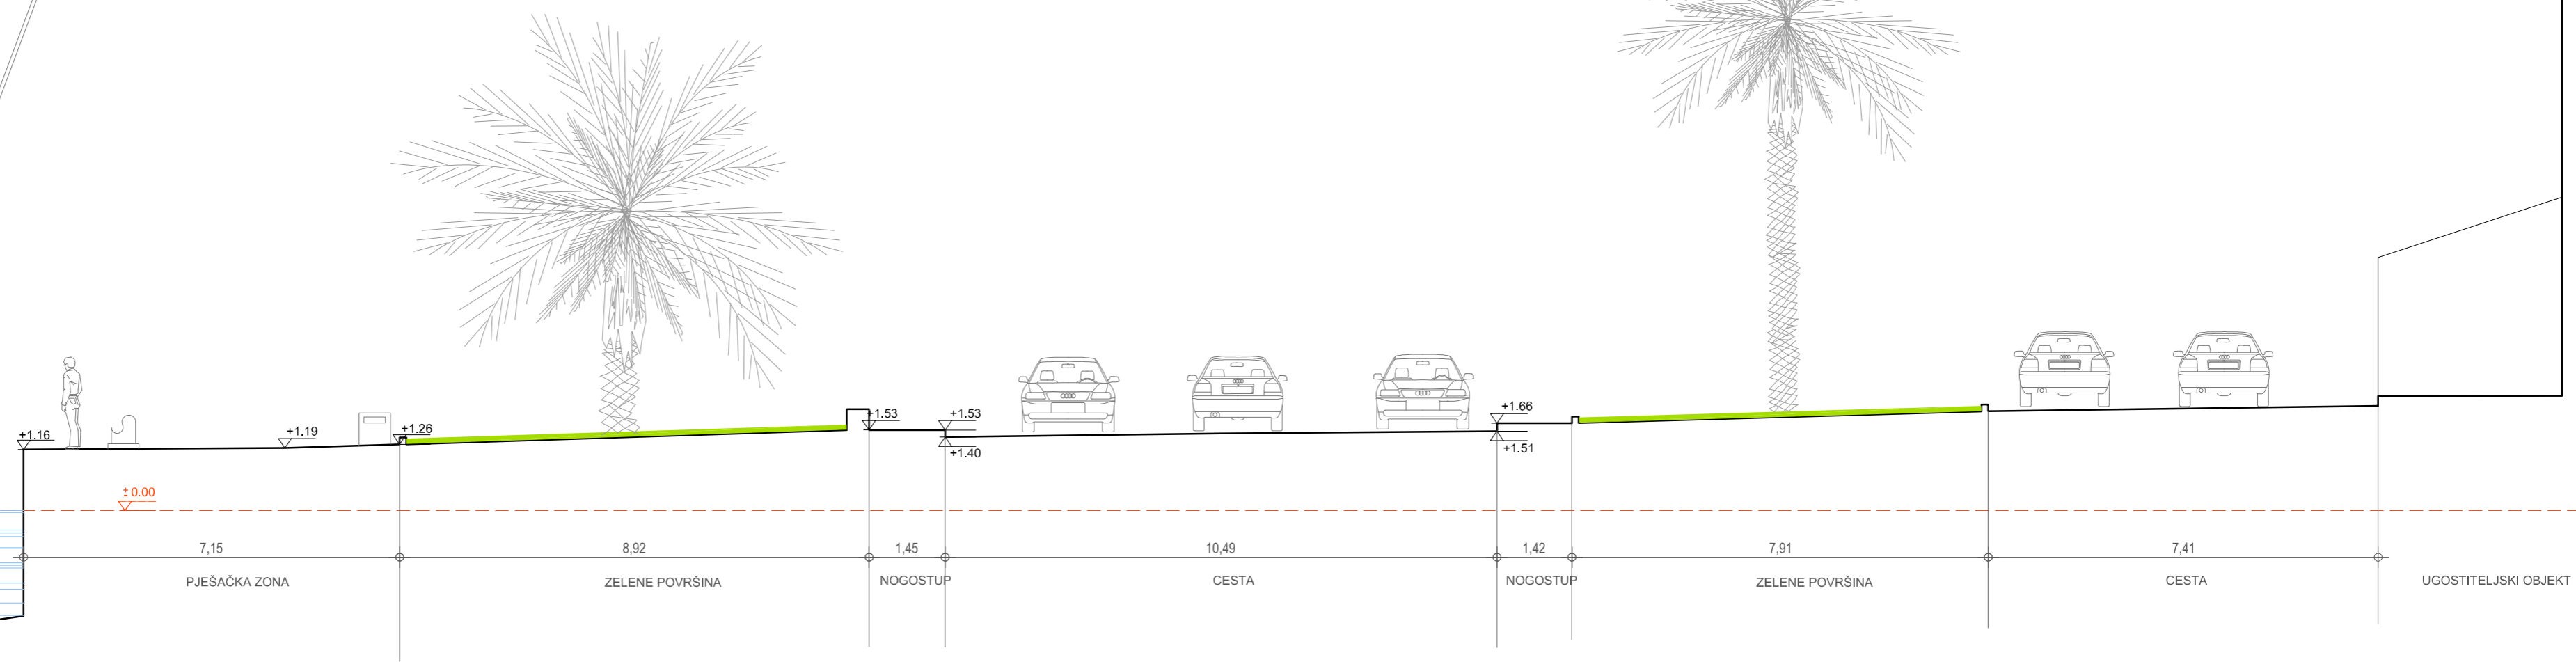 +1.16
+1.19
+1.26
+1.53
+1.53
+1.40
+1.66
+1.51
±0.00
7,15
8,92
1,45
10,49
1,42
7,91
7,41
PJEŠAČKA ZONA
ZELENE POVRŠINA
NOGOSTUP
CESTA
NOGOSTUP
ZELENE POVRŠINA
CESTA
UGOSTITELJSKI OBJEKT